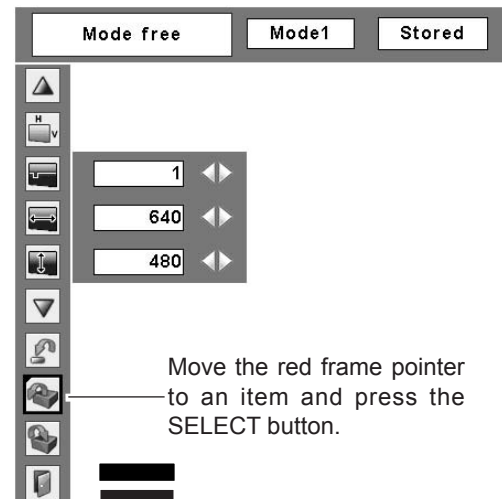 Mode free Mode1 Stored
H
V
1
640
480
Move the red frame pointer
to an item and press the
SELECT button.